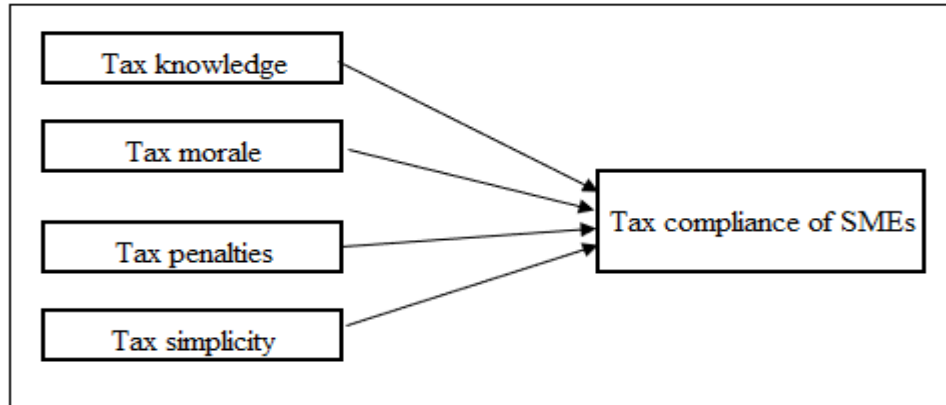 Tax knowledge
Tax morale
Tax compliance of SMEs
Tax penalties
Tax simplicity